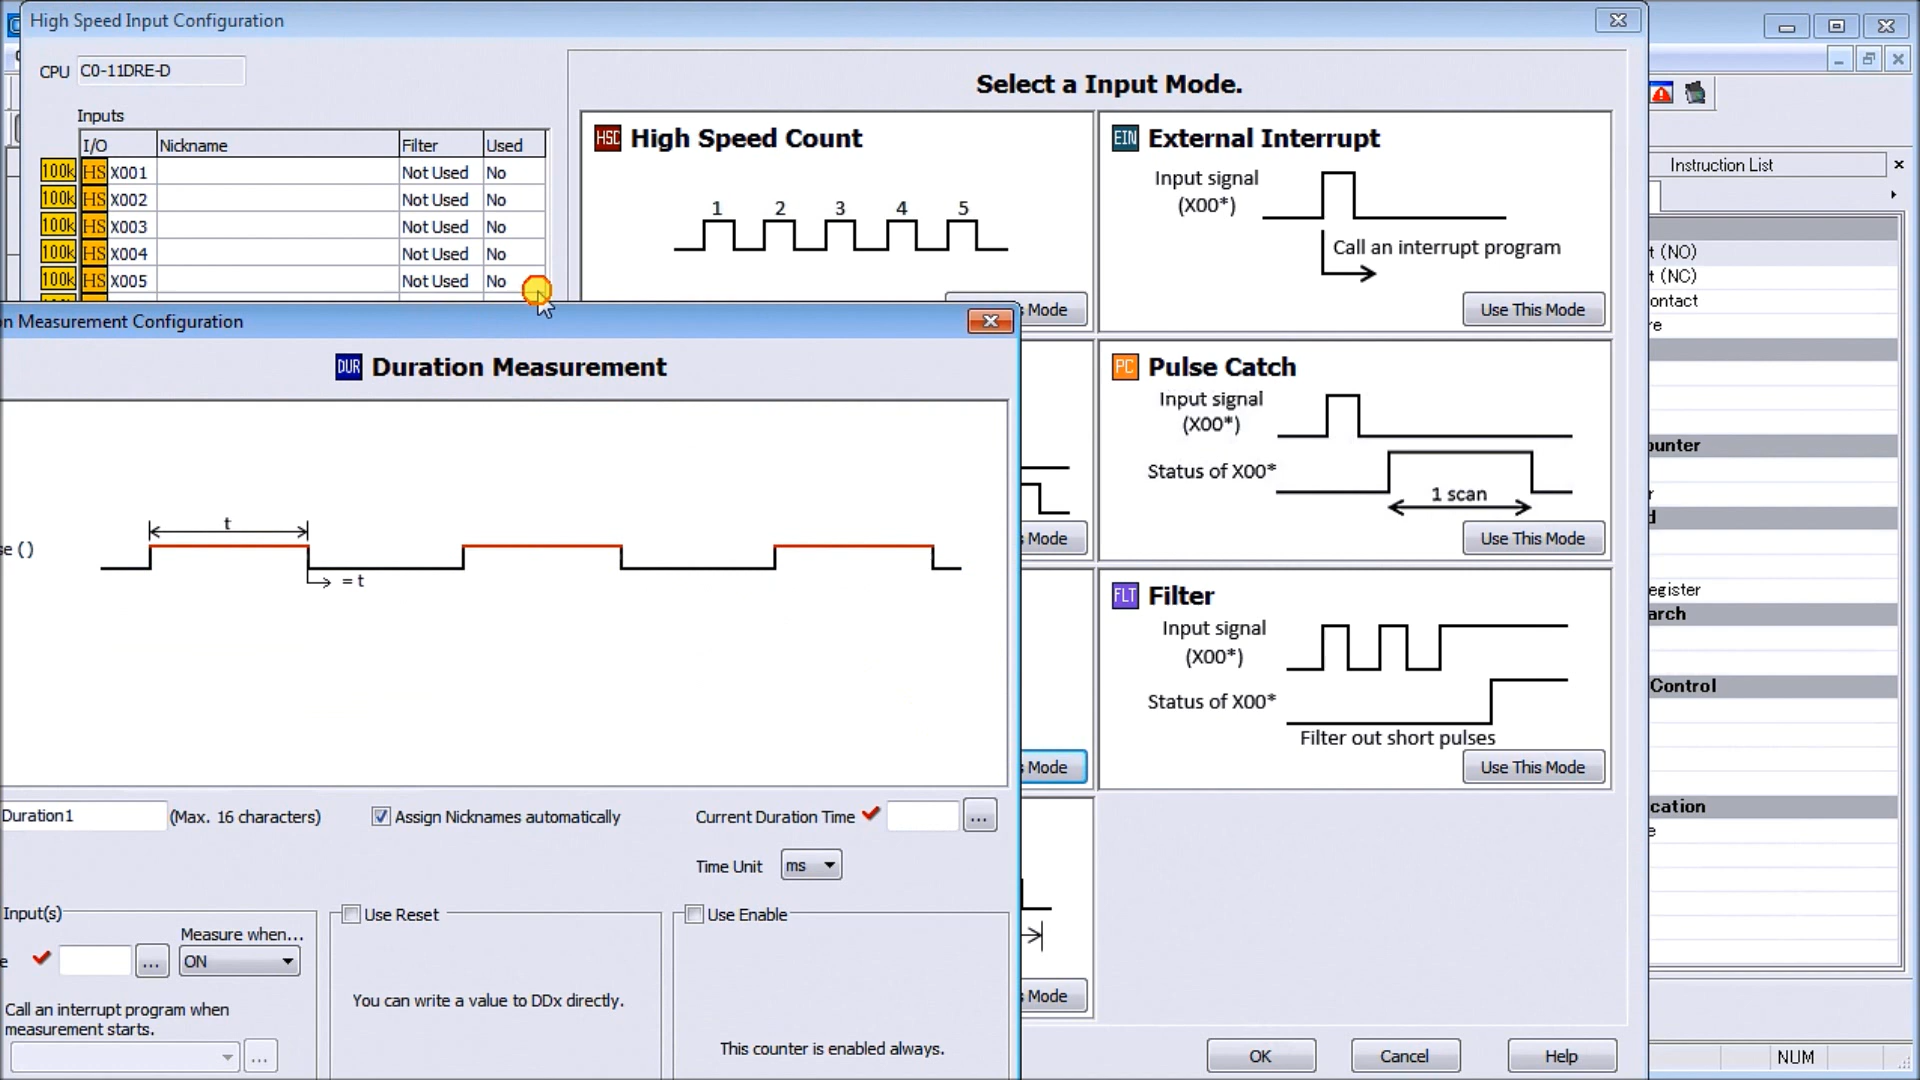 High Speed Input Configuration
CPU C0-11DRE-D
Inputs
I/O Nickname Filter Used
100k HS X001 Not Used No
100k HS X002 Not Used No
100k HS X003 Not Used No
100k HS X004 Not Used No
100k HS X005 Not Used No
Select a Input Mode.
HSC High Speed Count
1 2 3 4 5
Mode
EIN External Interrupt
Input signal
(X00*)
Call an interrupt program
Use This Mode
PC Pulse Catch
Input signal
(X00*)
Status of X00*
1 scan
Mode
Use This Mode
FLT Filter
Input signal
(X00*)
Status of X00*
Filter out short pulses
s Mode
Use This Mode
s Mode
OK Cancel Help
on Measurement Configuration
DUR Duration Measurement
t
se ( )
= t
Duration1 (Max. 16 characters) Assign Nicknames automatically Current Duration Time ...
Time Unit ms
Input(s)
Measure when...
e ... ON
Call an interrupt program when
measurement starts.
...
Use Reset
You can write a value to DDx directly.
Use Enable
This counter is enabled always.
Instruction List
t (NO)
t (NC)
ontact
re
ounter
r
d
egister
arch
Control
cation
e
NUM